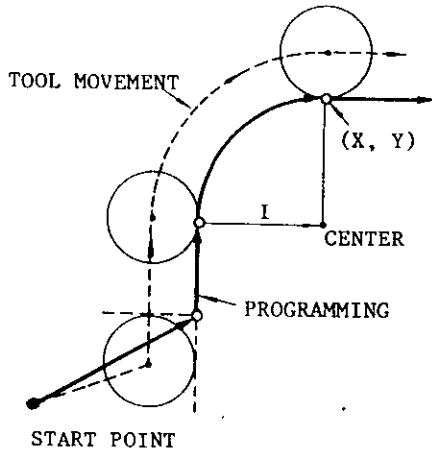 TOOL MOVEMENT
(X, Y)
I
CENTER
PROGRAMMING
START POINT